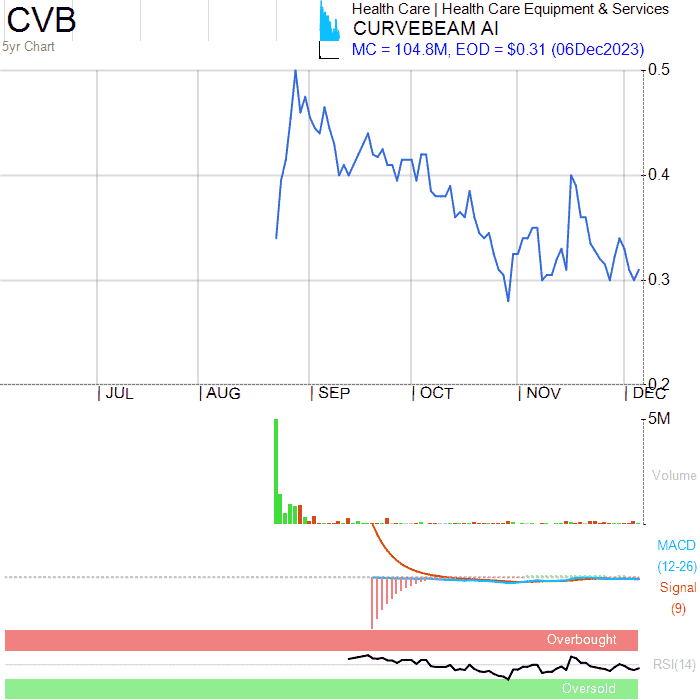 CVB
5yr Chart
Health Care | Health Care Equipment & Services
CURVEBEAM AI
MC = 104.8M, EOD = $0.31 (06Dec2023)
0.5
0.4
0.3
0.2
JUL
AUG
SEP
OCT
NOV
DEC
5M
Volume
MACD
(12-26)
Signal
(9)
Overbought
RSI(14)
Oversold